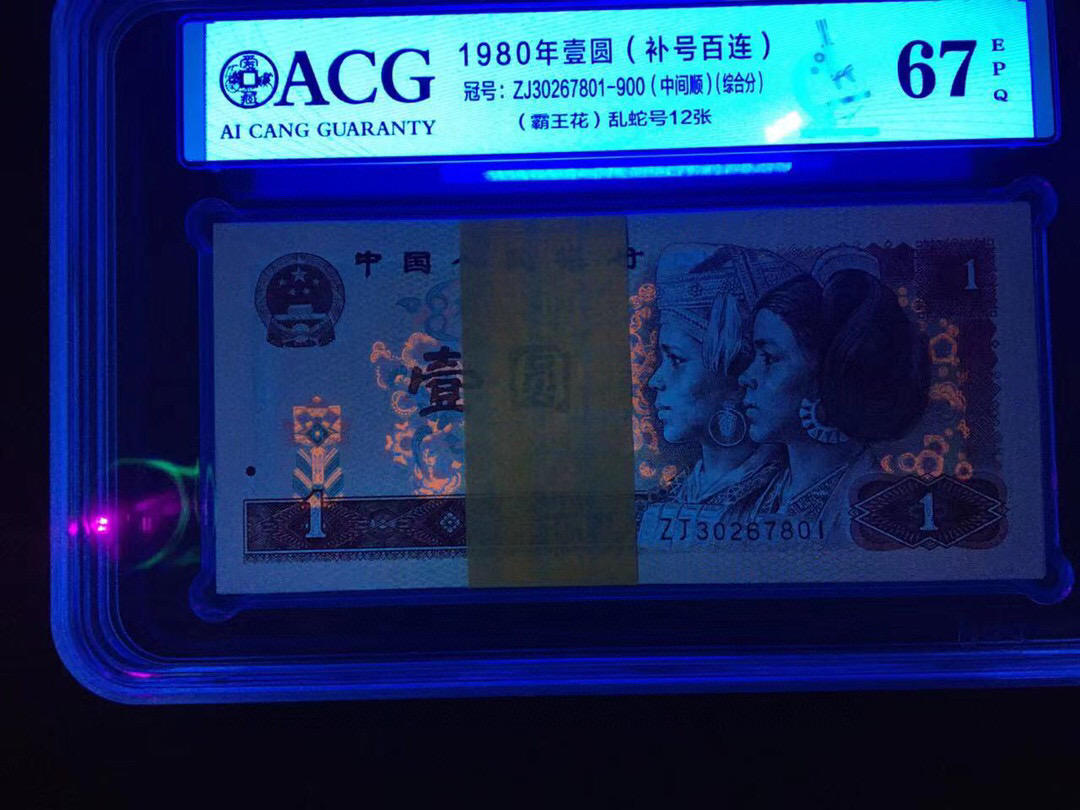 ACG
AI CANG GUARANTY
1980年壹圆（补号百连）
冠号：ZJ30267801-900（中间顺）(综合分)
（霸王花）乱蛇号12张
67
EPQ
中国人民银行
1
壹圆
1
ZJ30267801
1